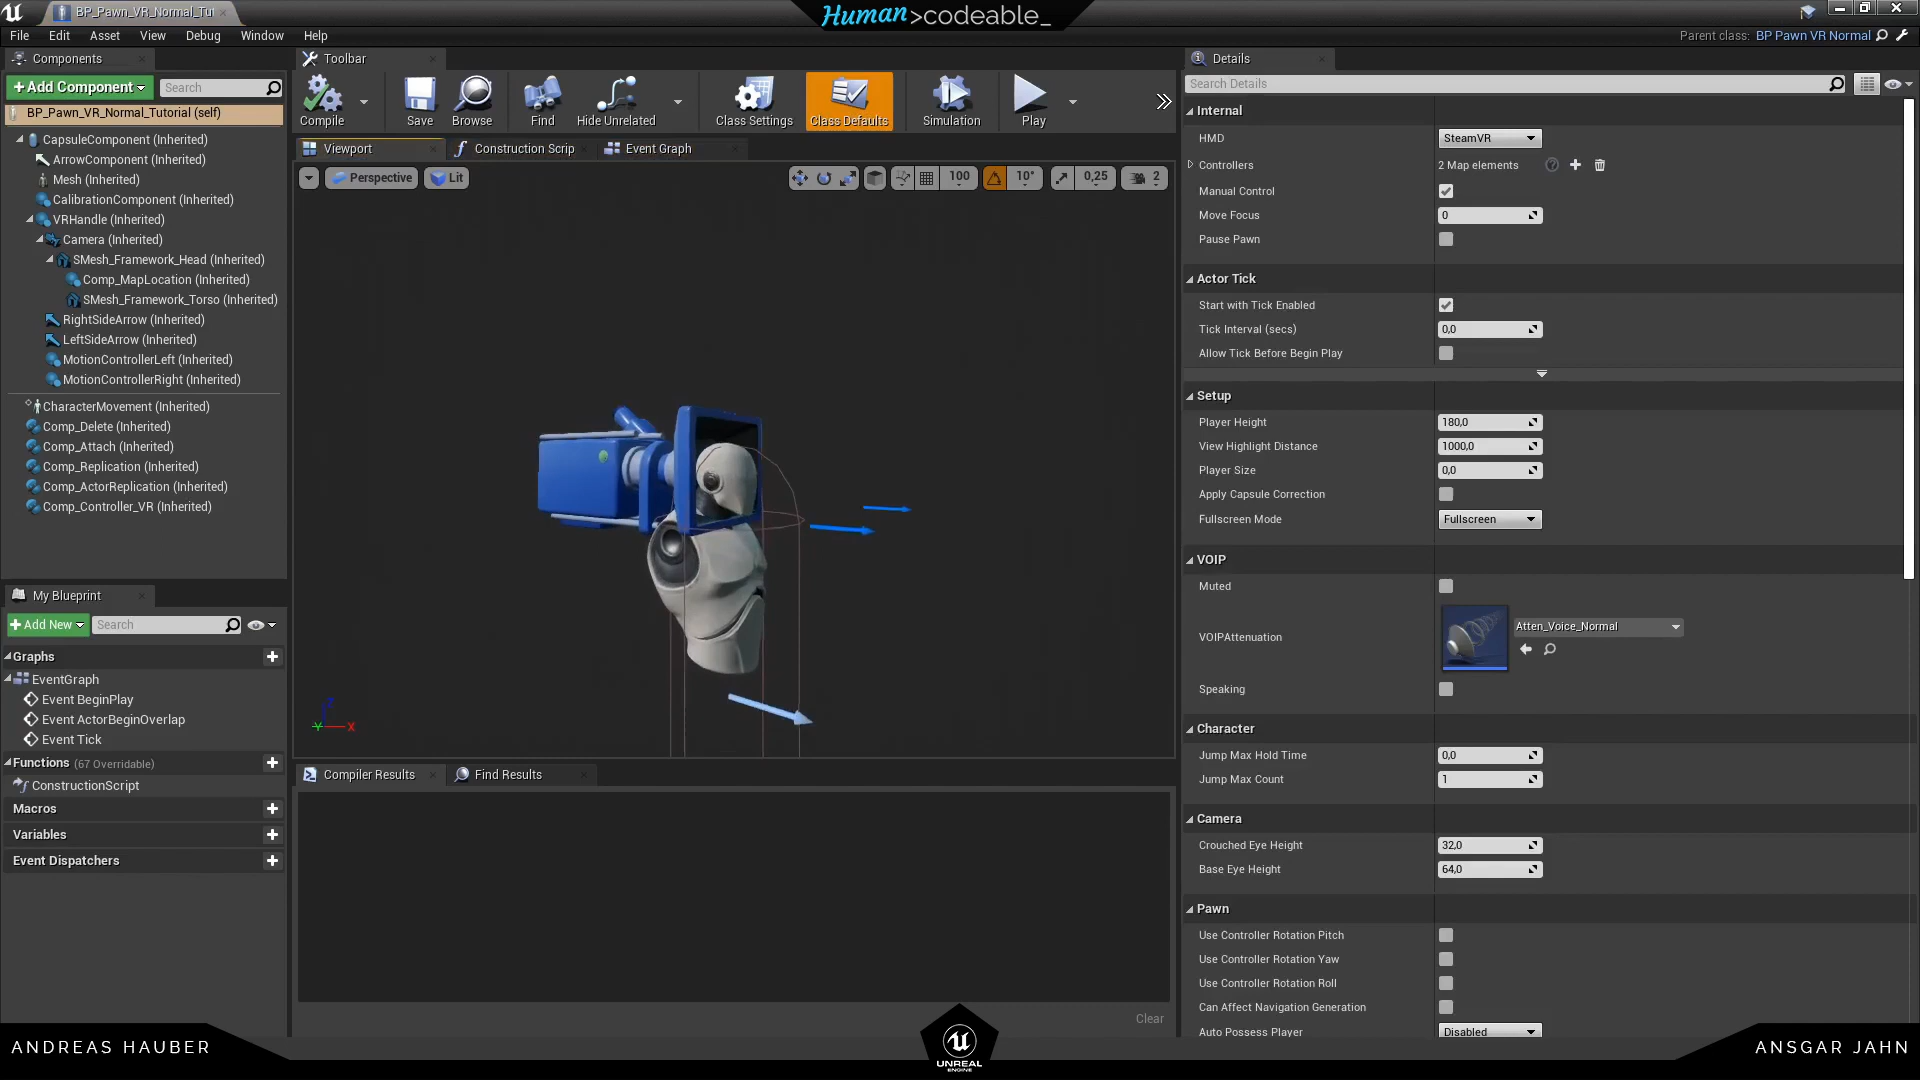 BP_Pawn_VR_Normal_Tut
Human>codeable_
File Edit Asset View Debug Window Help
Parent class: BP Pawn VR Normal
Components
Add Component
Search
BP_Pawn_VR_Normal_Tutorial (self)
CapsuleComponent (Inherited)
ArrowComponent (Inherited)
Mesh (Inherited)
CalibrationComponent (Inherited)
VRHandle (Inherited)
Camera (Inherited)
SMesh_Framework_Head (Inherited)
Comp_MapLocation (Inherited)
SMesh_Framework_Torso (Inherited)
RightSideArrow (Inherited)
LeftSideArrow (Inherited)
MotionControllerLeft (Inherited)
MotionControllerRight (Inherited)
CharacterMovement (Inherited)
Comp_Delete (Inherited)
Comp_Attach (Inherited)
Comp_Replication (Inherited)
Comp_ActorReplication (Inherited)
Comp_Controller_VR (Inherited)
My Blueprint
Add New
Search
Graphs
EventGraph
Event BeginPlay
Event ActorBeginOverlap
Event Tick
Functions (67 Overridable)
ConstructionScript
Macros
Variables
Event Dispatchers
Toolbar
Compile
Save
Browse
Find
Hide Unrelated
Class Settings
Class Defaults
Simulation
Play
Viewport
Construction Scrip
Event Graph
Perspective
Lit
100
10°
0,25
2
Z
Y
X
Compiler Results
Find Results
Clear
Details
Search Details
Internal
HMD SteamVR
Controllers 2 Map elements
Manual Control
Move Focus 0
Pause Pawn
Actor Tick
Start with Tick Enabled
Tick Interval (secs) 0,0
Allow Tick Before Begin Play
Setup
Player Height 180,0
View Highlight Distance 1000,0
Player Size 0,0
Apply Capsule Correction
Fullscreen Mode Fullscreen
VOIP
Muted
VOIPAttenuation Atten_Voice_Normal
Speaking
Character
Jump Max Hold Time 0,0
Jump Max Count 1
Camera
Crouched Eye Height 32,0
Base Eye Height 64,0
Pawn
Use Controller Rotation Pitch
Use Controller Rotation Yaw
Use Controller Rotation Roll
Can Affect Navigation Generation
Auto Possess Player Disabled
ANDREAS HAUBER
UNREAL
ENGINE
ANSGAR JAHN